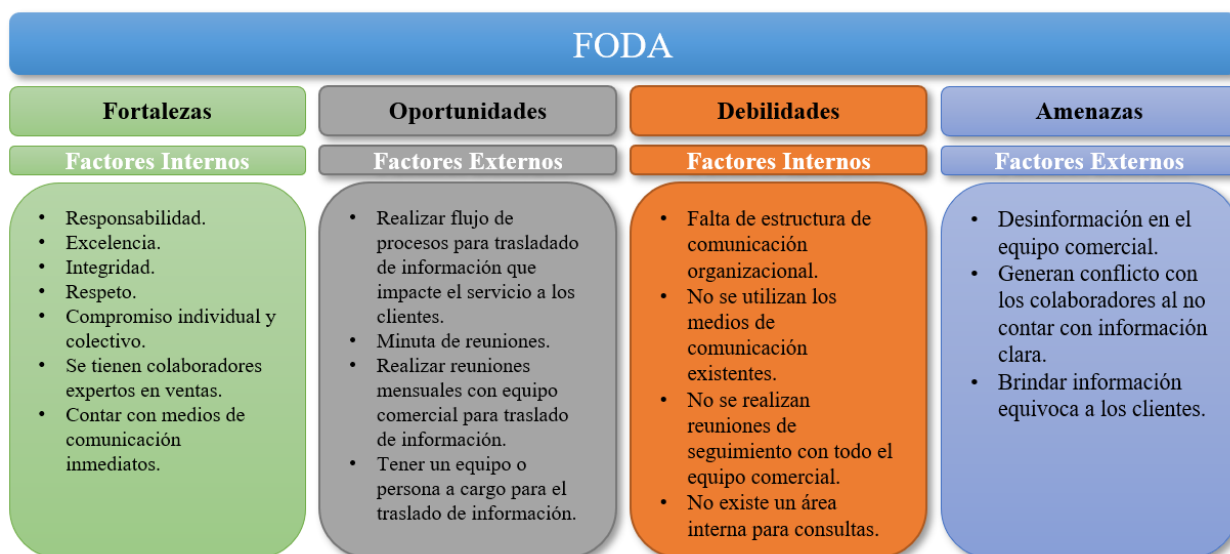 FODA
Fortalezas
Factores Internos
• Responsabilidad.
• Excelencia.
• Integridad.
• Respeto.
• Compromiso individual y
colectivo.
• Se tienen colaboradores
expertos en ventas.
• Contar con medios de
comunicación
inmediatos.
Oportunidades
Factores Externos
• Realizar flujo de
procesos para trasladado
de información que
impacte el servicio a los
clientes.
• Minuta de reuniones.
• Realizar reuniones
mensuales con equipo
comercial para traslado
de información.
• Tener un equipo o
persona a cargo para el
traslado de información.
Debilidades
Factores Internos
• Falta de estructura de
comunicación
organizacional.
• No se utilizan los
medios de
comunicación
existentes.
• No se realizan
reuniones de
seguimiento con todo el
equipo comercial.
• No existe un área
interna para consultas.
Amenazas
Factores Externos
• Desinformación en el
equipo comercial.
• Generan conflicto con
los colaboradores al no
contar con información
clara.
• Brindar información
equivoca a los clientes.